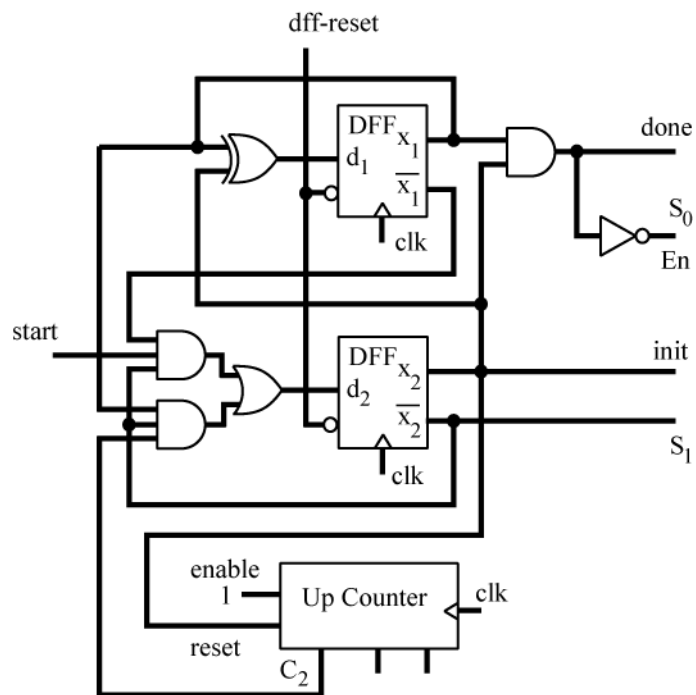 dff-reset
DFF x1
d1
x1
clk
done
S0
En
start
DFF x2
d2
x2
clk
init
S1
enable
1
Up Counter
clk
reset
C2